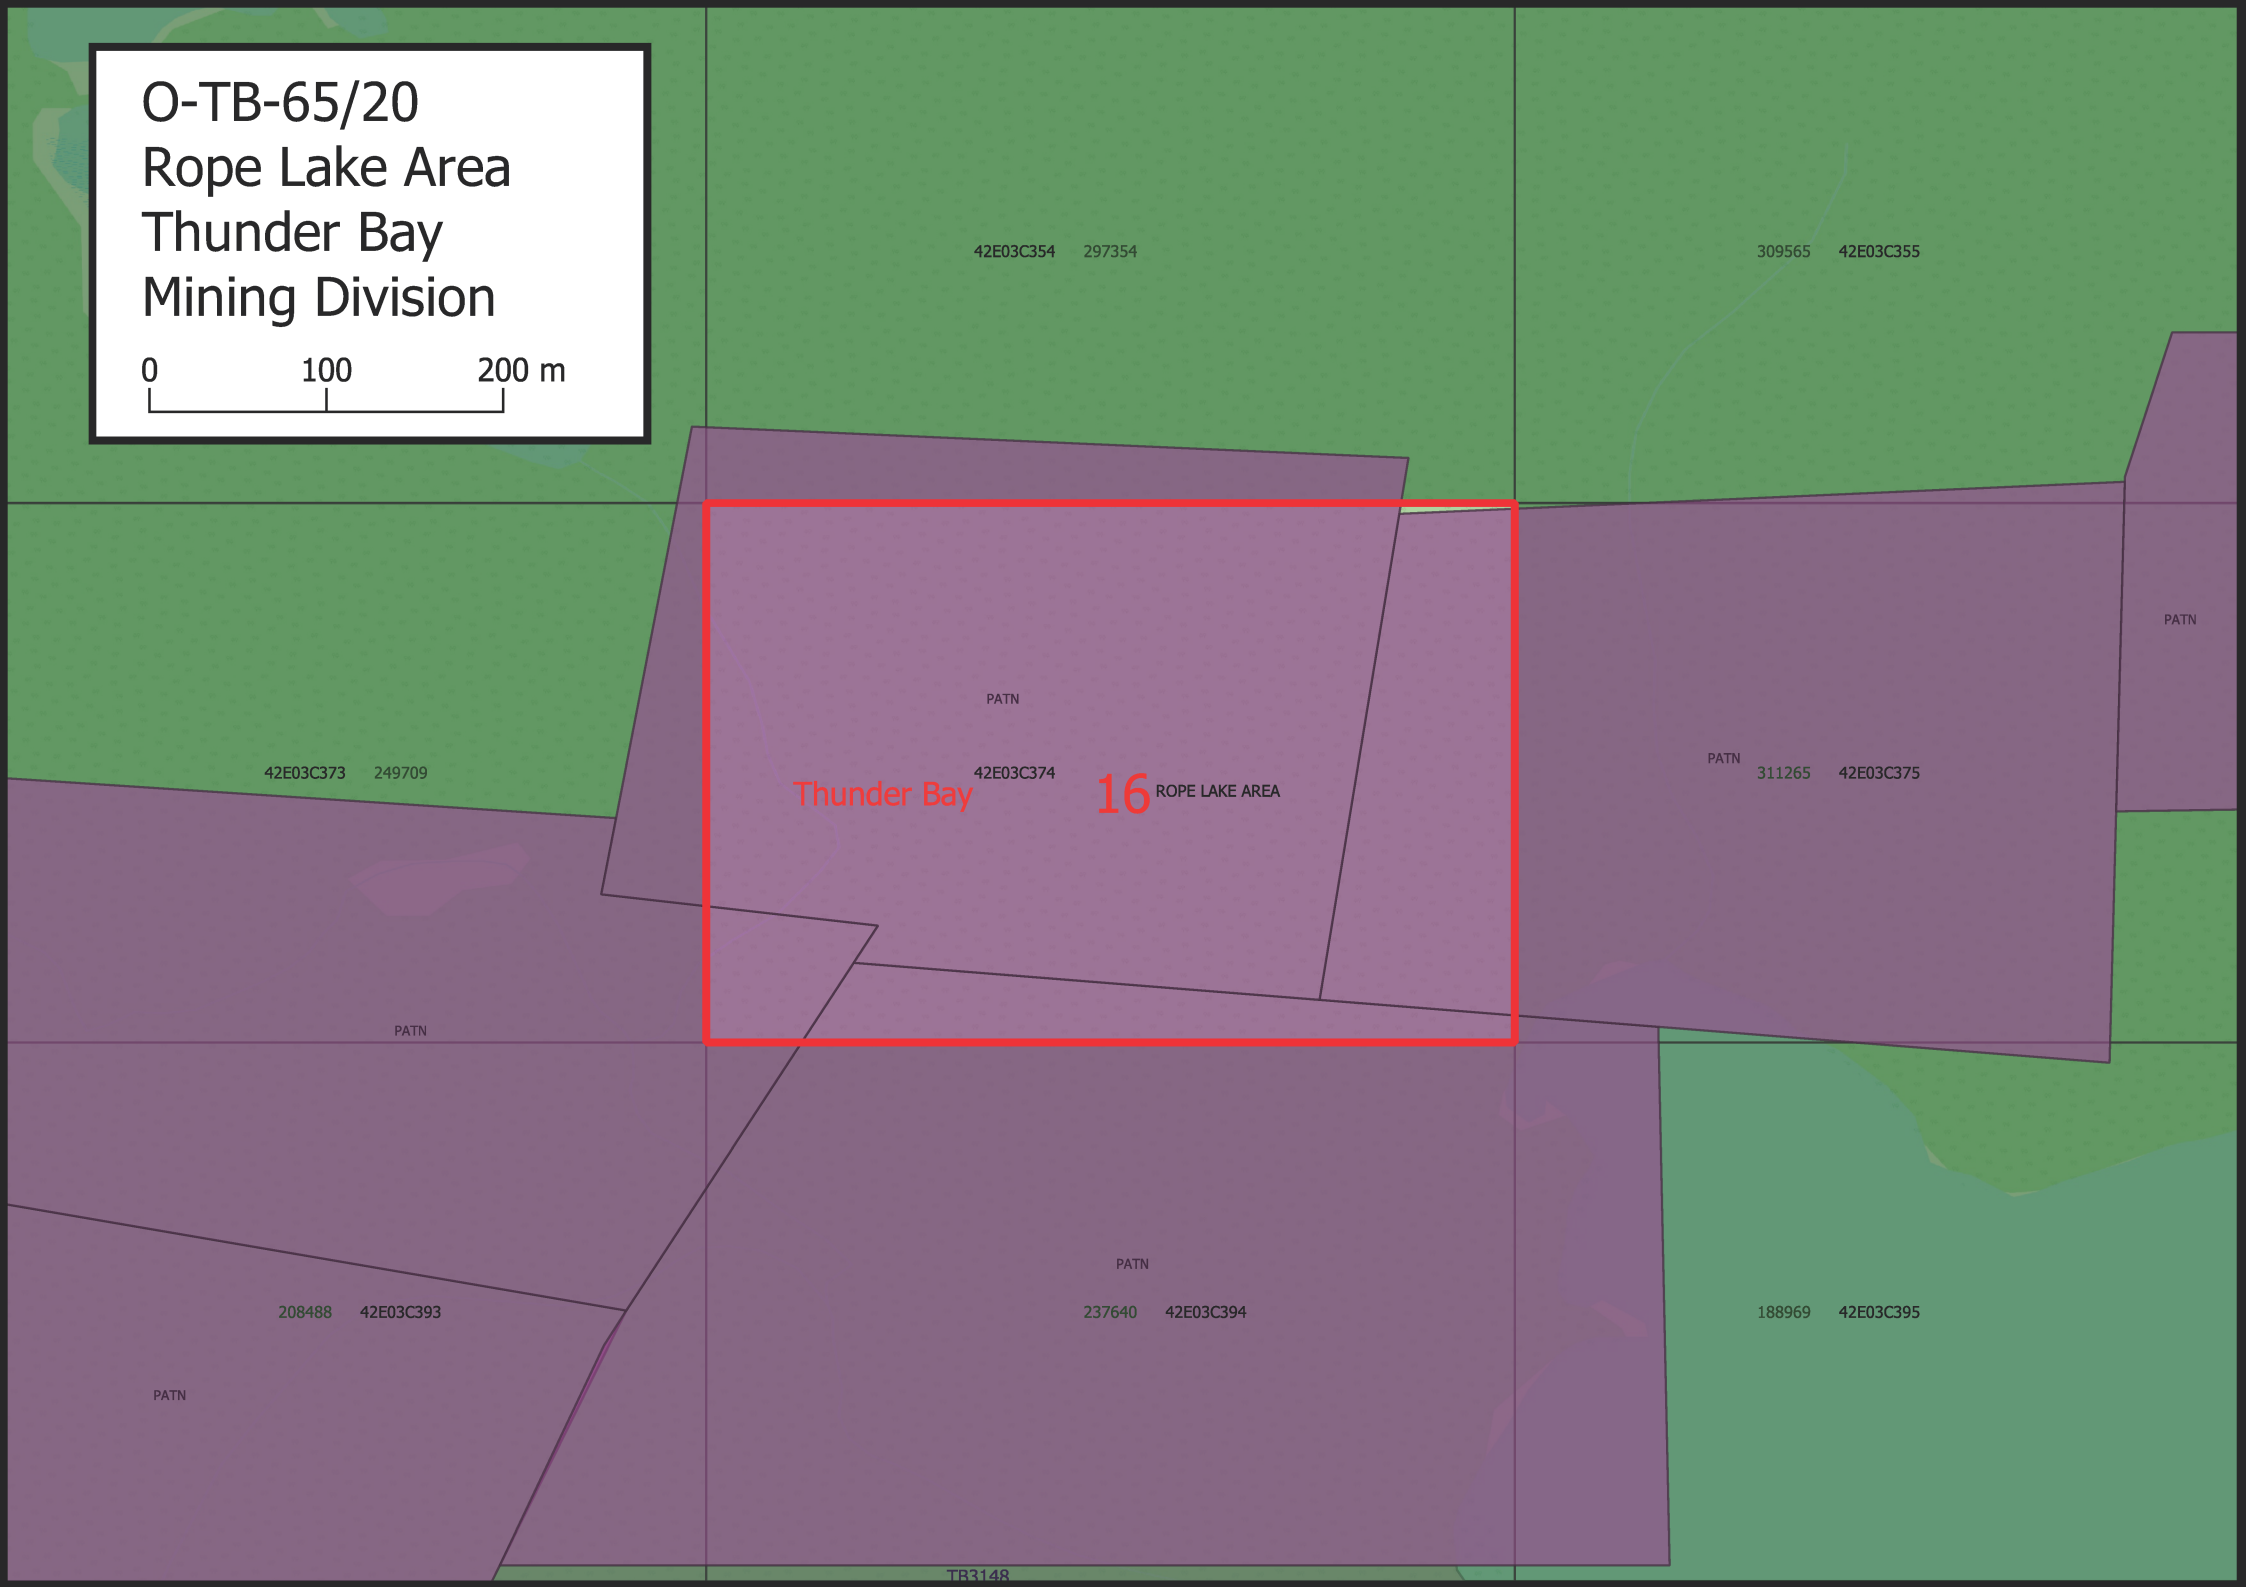 O-TB-65/20
Rope Lake Area
Thunder Bay
Mining Division
0 100 200 m
42E03C354 297354
309565 42E03C355
PATN
PATN
PATN
42E03C373 249709
42E03C374
311265 42E03C375
Thunder Bay
16
ROPE LAKE AREA
PATN
PATN
208488 42E03C393
237640 42E03C394
188969 42E03C395
PATN
TB3148